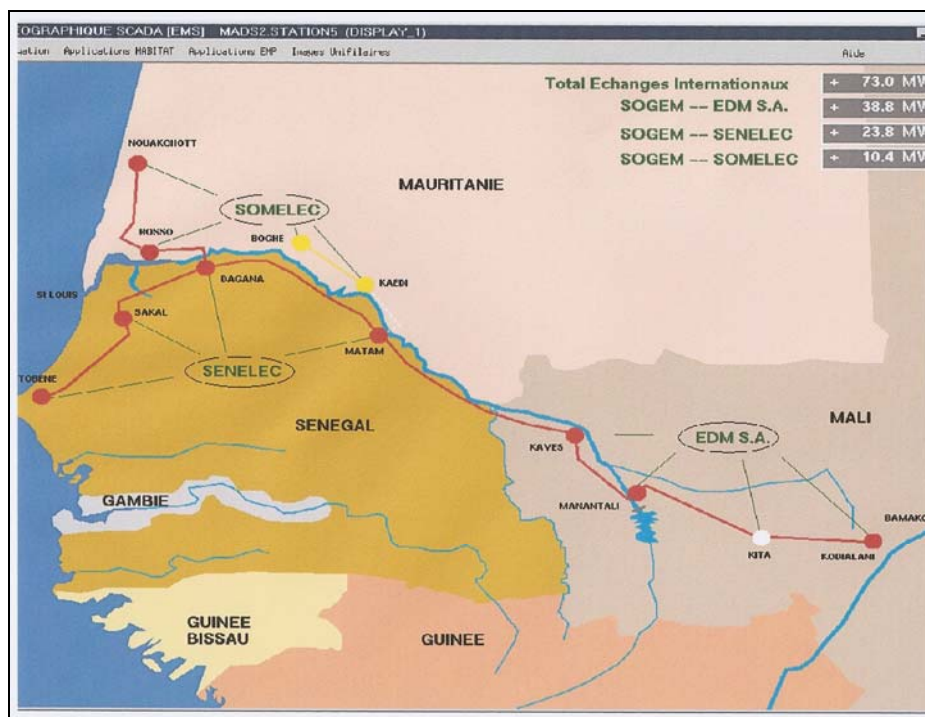 OGRAPHIQUE SCADA [EMS] MADS2.STATION5 (DISPLAY_1)
ation Applications HABITAT Applications EMP Images Unifilaires Aide
Total Echanges Internationaux + 73.0 MW
SOGEM -- EDM S.A. + 38.8 MW
SOGEM -- SENELEC + 23.8 MW
SOGEM -- SOMELEC + 10.4 MW
NOUAKCHOTT
MAURITANIE
SOMELEC
ROSSO
BOGHE
DAGANA
KAEDI
ST LOUIS
SAKAL
MATAM
SENELEC
TOBENE
SENEGAL
MALI
KAYES
EDM S.A.
GAMBIE
MANANTALI
BAMAKO
KITA
KODIALANI
GUINEE
BISSAU
GUINEE